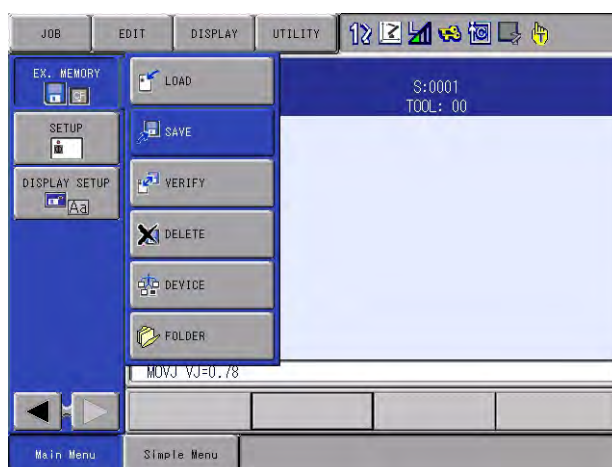 JOB
EDIT
DISPLAY
UTILITY
EX. MEMORY
CF
LOAD
S:0001
TOOL: 00
SETUP
SAVE
DISPLAY SETUP
Aa
VERIFY
DELETE
DEVICE
FOLDER
MOVJ VJ=0.78
Main Menu
Simple Menu